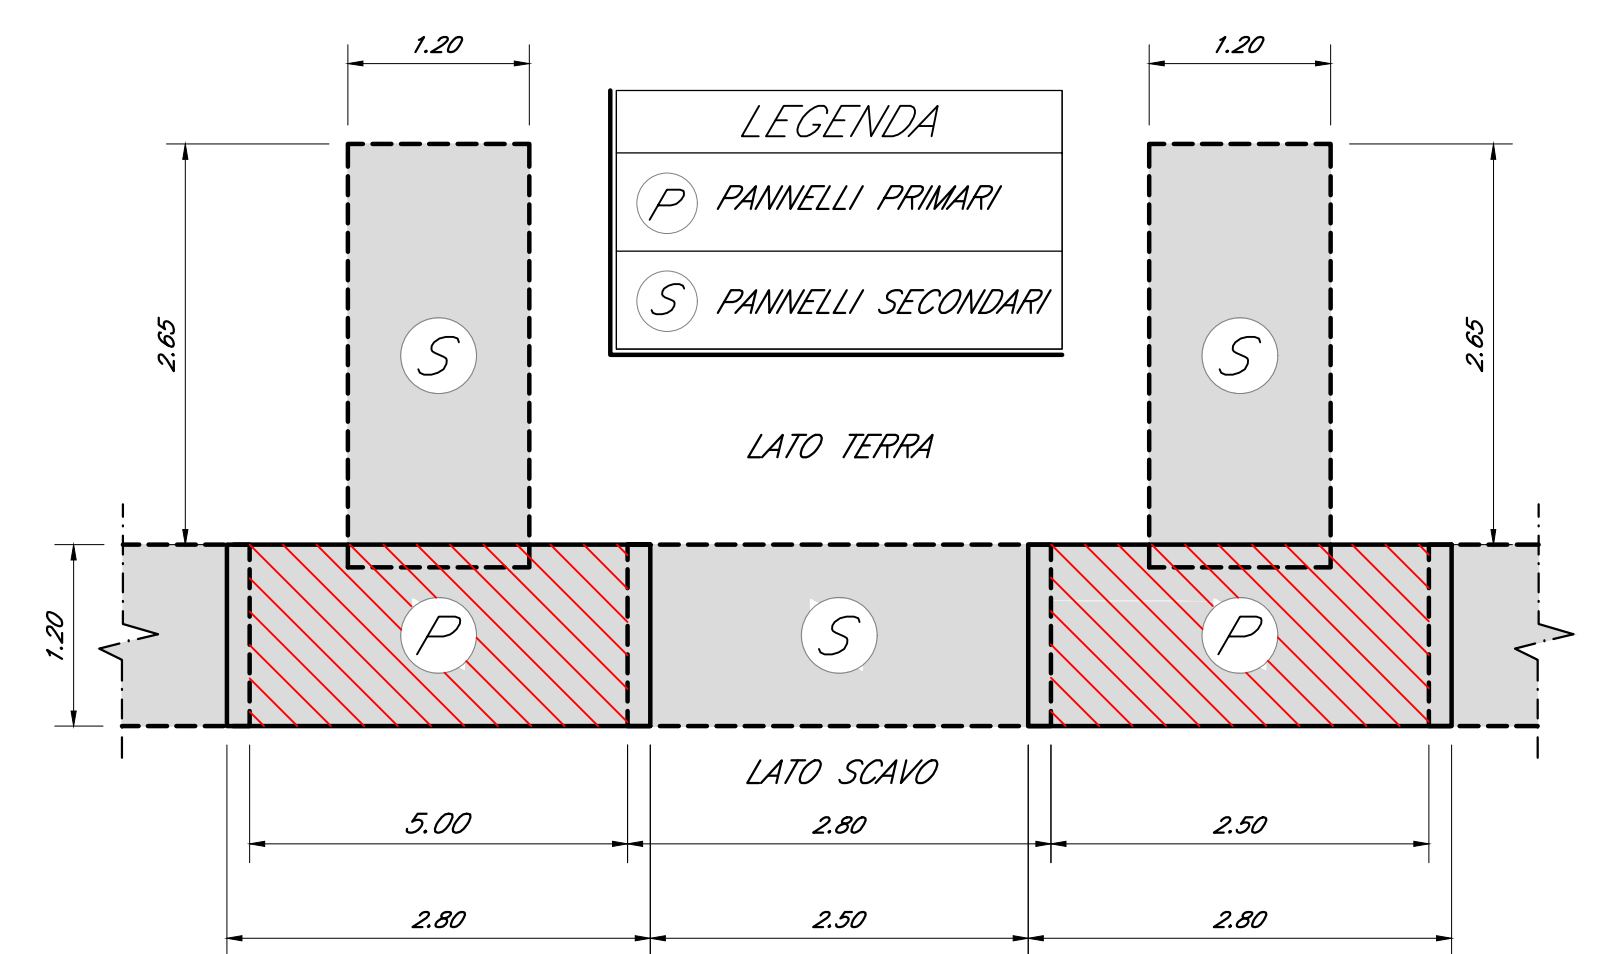 1.20
1.20
LEGENDA
P PANNELLI PRIMARI
S PANNELLI SECONDARI
2.65
S
S
2.65
LATO TERRA
1.20
P
S
P
LATO SCAVO
5.00
2.80
2.50
2.80
2.50
2.80